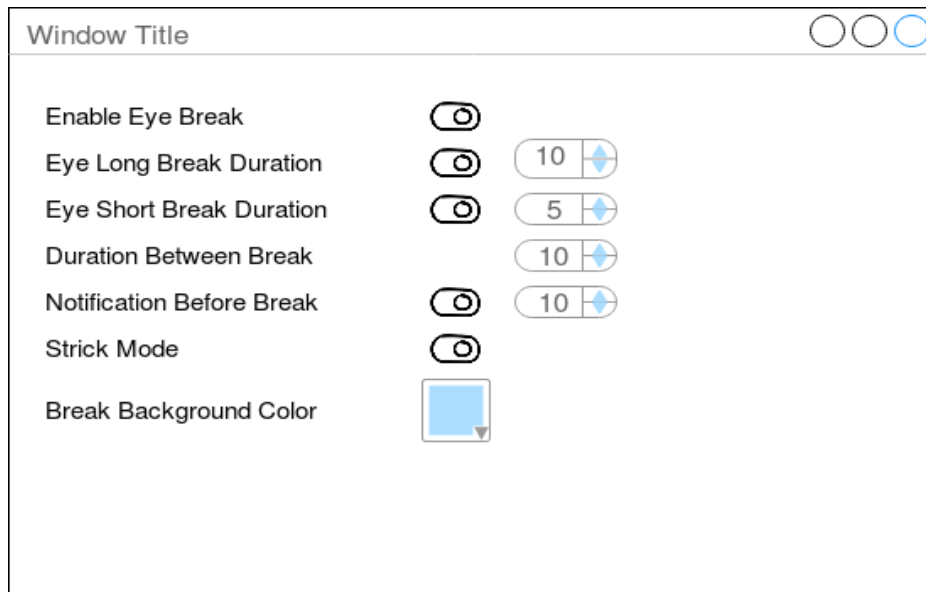 Window Title
Enable Eye Break
Eye Long Break Duration 10
Eye Short Break Duration 5
Duration Between Break 10
Notification Before Break 10
Strick Mode
Break Background Color